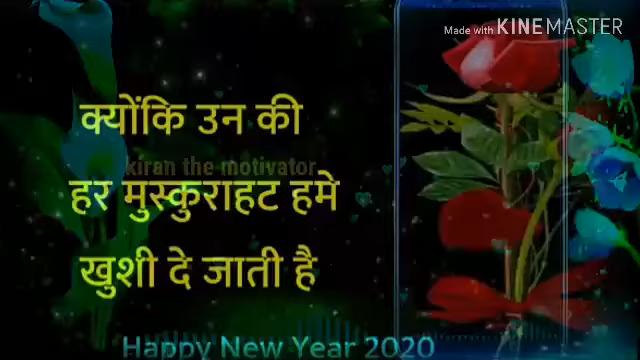 Made with KINEMASTER
क्योंकि उन की
kiran the motivator
हर मुस्कुराहट हमे
खुशी दे जाती है
Happy New Year 2020